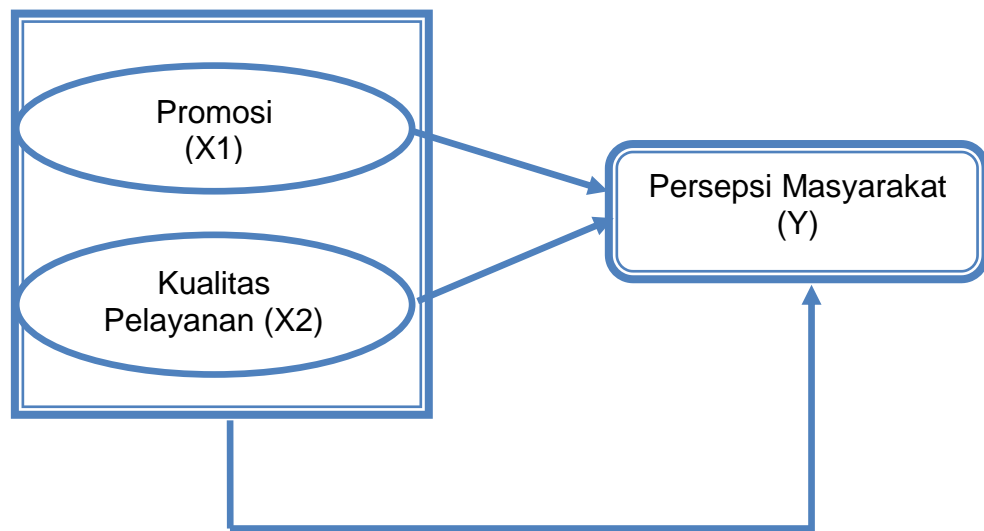 Promosi
(X1)
Persepsi Masyarakat
(Y)
Kualitas
Pelayanan (X2)